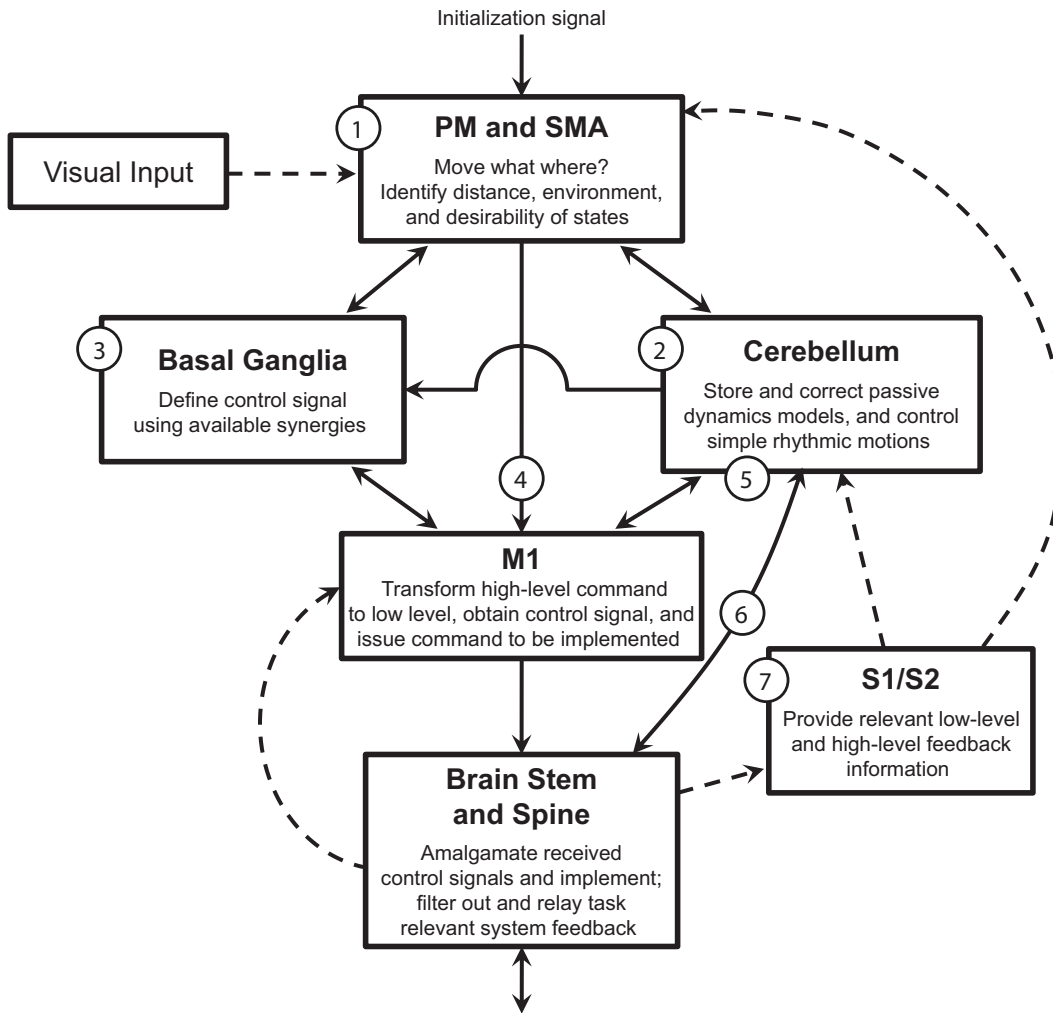 Initialization signal
1
PM and SMA
Move what where?
Identify distance, environment,
and desirability of states
Visual Input
3
Basal Ganglia
Define control signal
using available synergies
2
Cerebellum
Store and correct passive
dynamics models, and control
simple rhythmic motions
4
5
M1
Transform high-level command
to low level, obtain control signal, and
issue command to be implemented
6
7
S1/S2
Provide relevant low-level
and high-level feedback
information
Brain Stem
and Spine
Amalgamate received
control signals and implement;
filter out and relay task
relevant system feedback